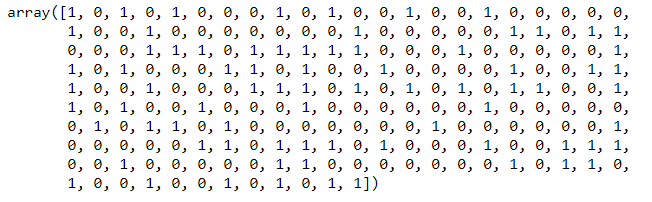 array([1, 0, 1, 0, 1, 0, 0, 0, 1, 0, 1, 0, 0, 1, 0, 0, 1, 0, 0, 0, 0, 0,
1, 0, 0, 1, 0, 0, 0, 0, 0, 0, 0, 1, 0, 0, 0, 0, 0, 1, 1, 0, 1, 1,
0, 0, 0, 1, 1, 1, 0, 1, 1, 1, 1, 1, 0, 0, 0, 1, 0, 0, 0, 0, 0, 1,
1, 0, 1, 0, 0, 0, 1, 1, 0, 1, 0, 0, 1, 0, 0, 0, 0, 1, 0, 0, 1, 1,
1, 0, 0, 1, 0, 0, 0, 1, 1, 1, 0, 1, 0, 1, 0, 1, 0, 1, 1, 0, 0, 1,
1, 0, 1, 0, 0, 1, 0, 0, 0, 1, 0, 0, 0, 0, 0, 0, 1, 0, 0, 0, 0, 0,
0, 1, 0, 1, 1, 0, 1, 0, 0, 0, 0, 0, 0, 0, 1, 0, 0, 0, 0, 0, 0, 1,
0, 0, 0, 0, 0, 1, 1, 0, 1, 1, 1, 0, 1, 0, 0, 0, 1, 0, 0, 1, 1, 1,
0, 0, 1, 0, 0, 0, 0, 0, 1, 1, 0, 0, 0, 0, 0, 0, 0, 1, 0, 1, 1, 0,
1, 0, 0, 1, 0, 0, 1, 0, 1, 0, 1, 1])